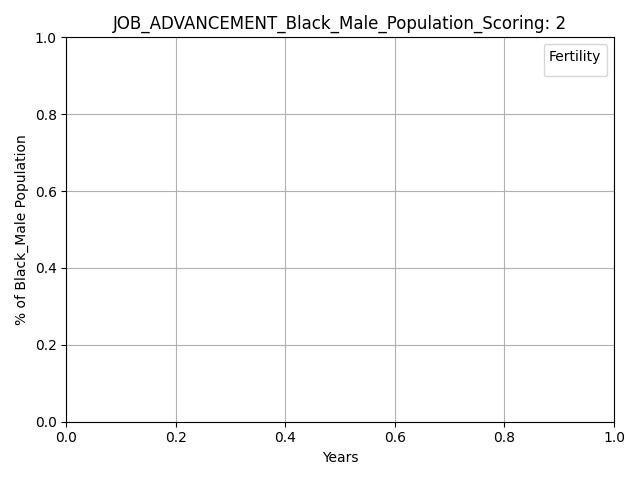 JOB_ADVANCEMENT_Black_Male_Population_Scoring: 2
Fertility
% of Black_Male Population
1.0
0.8
0.6
0.4
0.2
0.0
0.0 0.2 0.4 0.6 0.8 1.0
Years